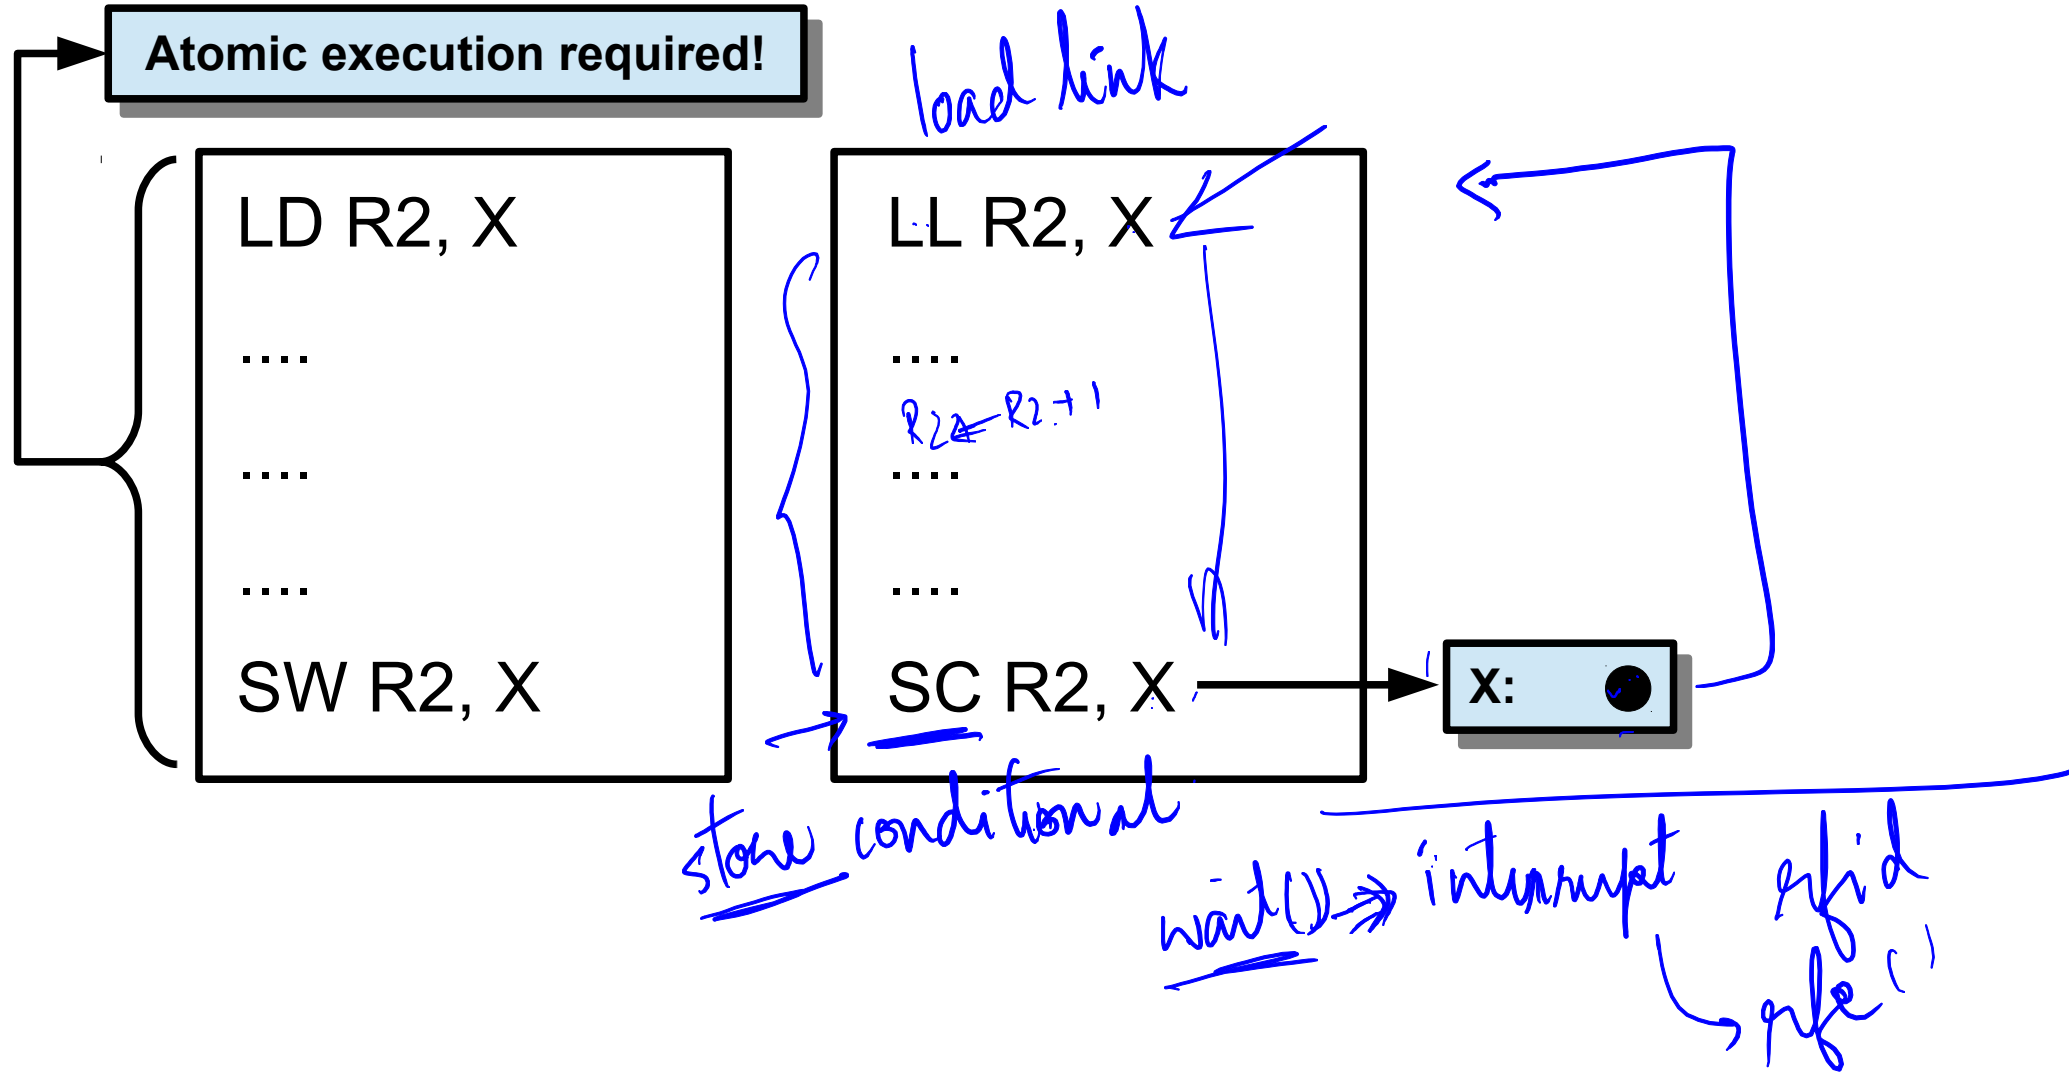 Atomic execution required!
load link
LD R2, X
....
....
....
SW R2, X
LL R2, X
....
R2 ← R2 + 1
....
....
SC R2, X
X:
store conditional
wait() → interrupt
rfe()